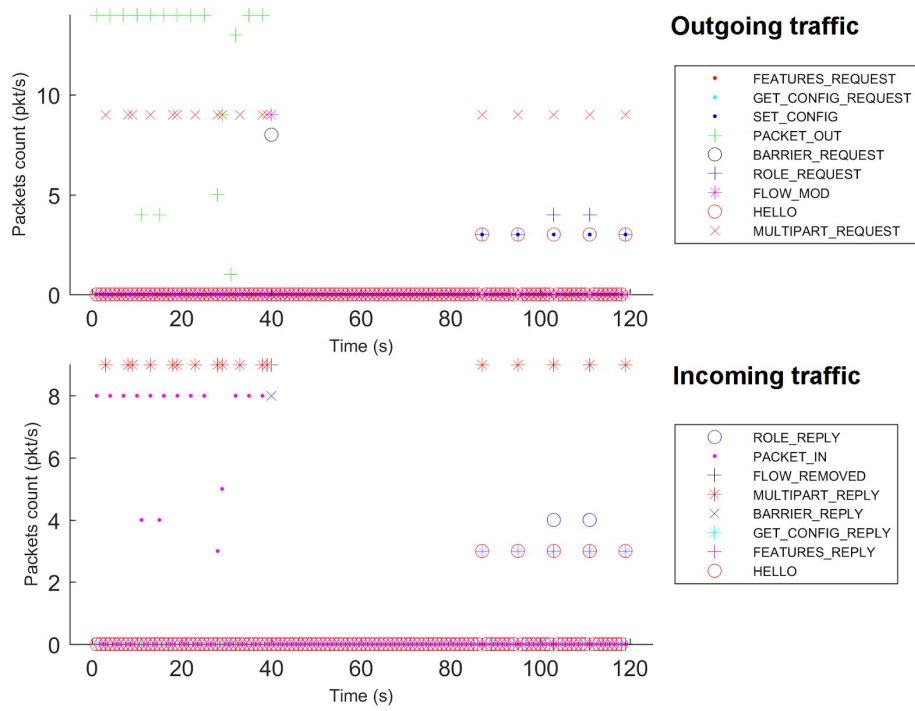 Outgoing traffic
Packets count (pkt/s)
10
5
0
0 20 40 60 80 100 120
Time (s)
FEATURES_REQUEST
GET_CONFIG_REQUEST
SET_CONFIG
PACKET_OUT
BARRIER_REQUEST
ROLE_REQUEST
FLOW_MOD
HELLO
MULTIPART_REQUEST
Incoming traffic
Packets count (pkt/s)
8
6
4
2
0
0 20 40 60 80 100 120
Time (s)
ROLE_REPLY
PACKET_IN
FLOW_REMOVED
MULTIPART_REPLY
BARRIER_REPLY
GET_CONFIG_REPLY
FEATURES_REPLY
HELLO